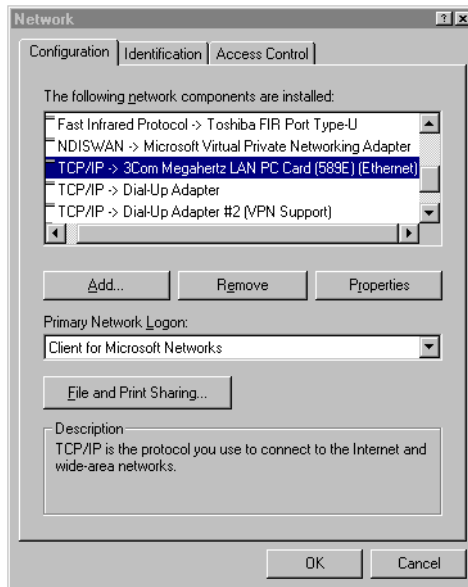 Network
Configuration Identification Access Control
The following network components are installed:
Fast Infrared Protocol -> Toshiba FIR Port Type-U
NDISWAN -> Microsoft Virtual Private Networking Adapter
TCP/IP -> 3Com Megahertz LAN PC Card (589E) (Ethernet)
TCP/IP -> Dial-Up Adapter
TCP/IP -> Dial-Up Adapter #2 (VPN Support)
Add... Remove Properties
Primary Network Logon:
Client for Microsoft Networks
File and Print Sharing...
Description
TCP/IP is the protocol you use to connect to the Internet and
wide-area networks.
OK Cancel